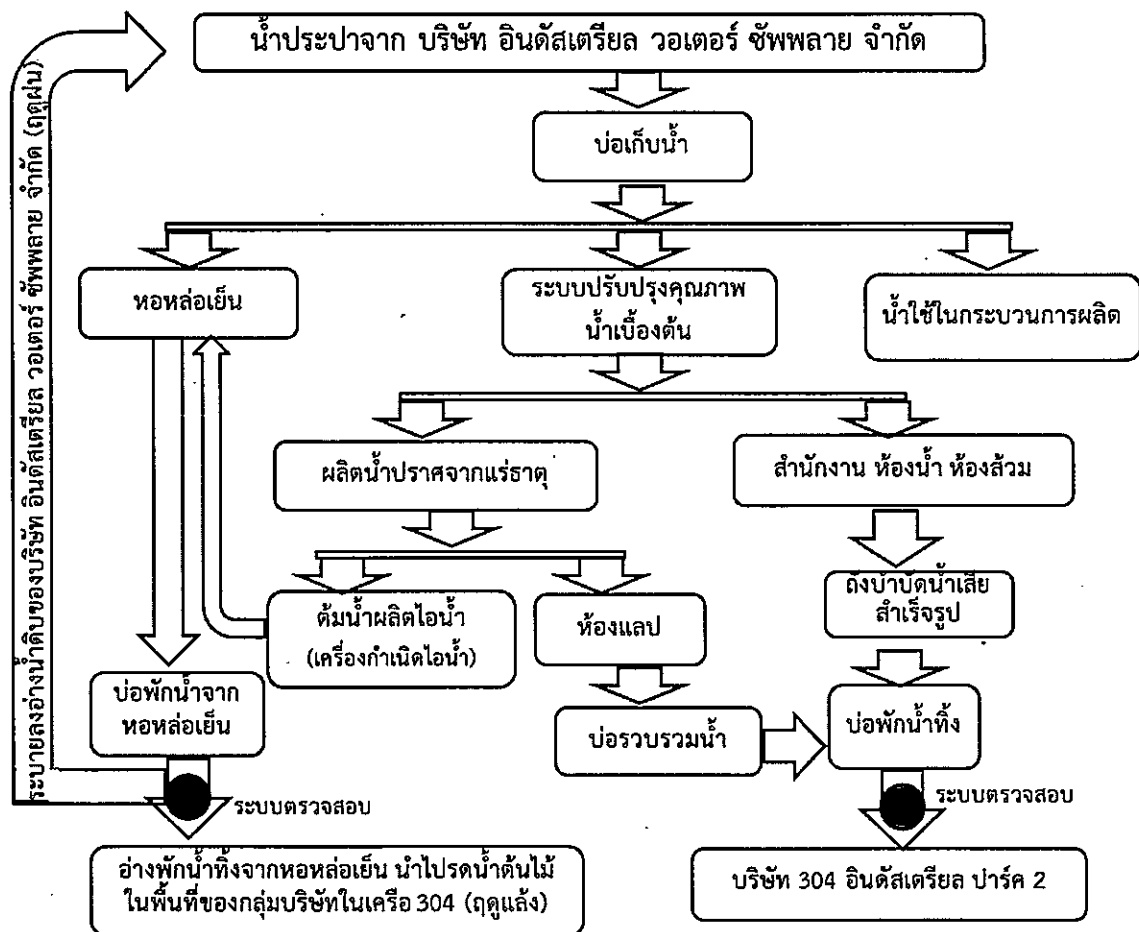 น้ำประปาจาก บริษัท อินดัสเตรียล วอเตอร์ ซัพพลาย จำกัด
ระบายลงอ่างน้ำดิบของบริษัท อินดัสเตรียล วอเตอร์ ซัพพลาย จำกัด (ฤดูฝน)
บ่อเก็บน้ำ
หอหล่อเย็น
ระบบปรับปรุงคุณภาพ
น้ำเบื้องต้น
น้ำใช้ในกระบวนการผลิต
ผลิตน้ำปราศจากแร่ธาตุ
สำนักงาน ห้องน้ำ ห้องส้วม
ต้มน้ำผลิตไอน้ำ
(เครื่องกำเนิดไอน้ำ)
ห้องแลป
ถังบำบัดน้ำเสีย
สำเร็จรูป
บ่อพักน้ำจาก
หอหล่อเย็น
บ่อรวบรวมน้ำ
บ่อพักน้ำทิ้ง
ระบบตรวจสอบ
ระบบตรวจสอบ
อ่างพักน้ำทิ้งจากหอหล่อเย็น นำไปรดน้ำต้นไม้
ในพื้นที่ของกลุ่มบริษัทในเครือ 304 (ฤดูแล้ง)
บริษัท 304 อินดัสเตรียล ปาร์ค 2